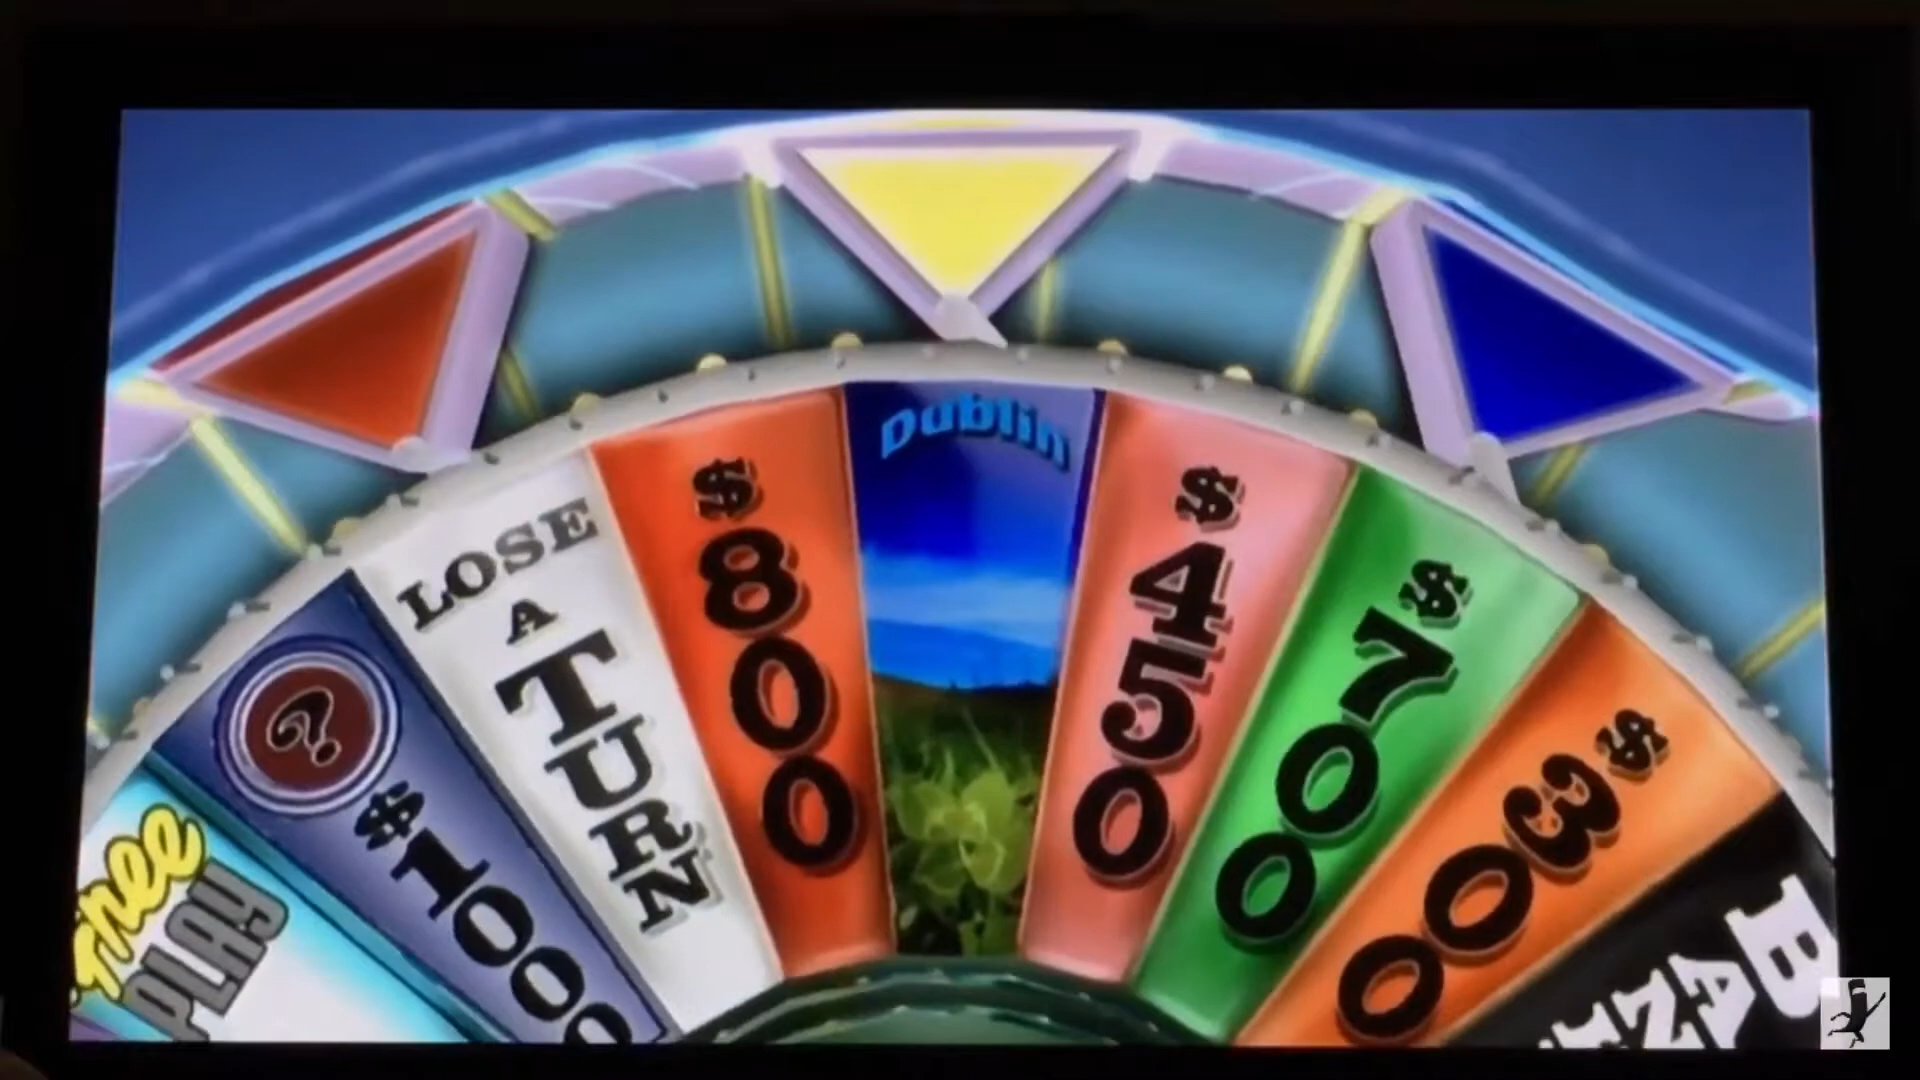 Free
PLAY
?
$1000
LOSE
A
TURN
$800
Dublin
$450
$700
$300